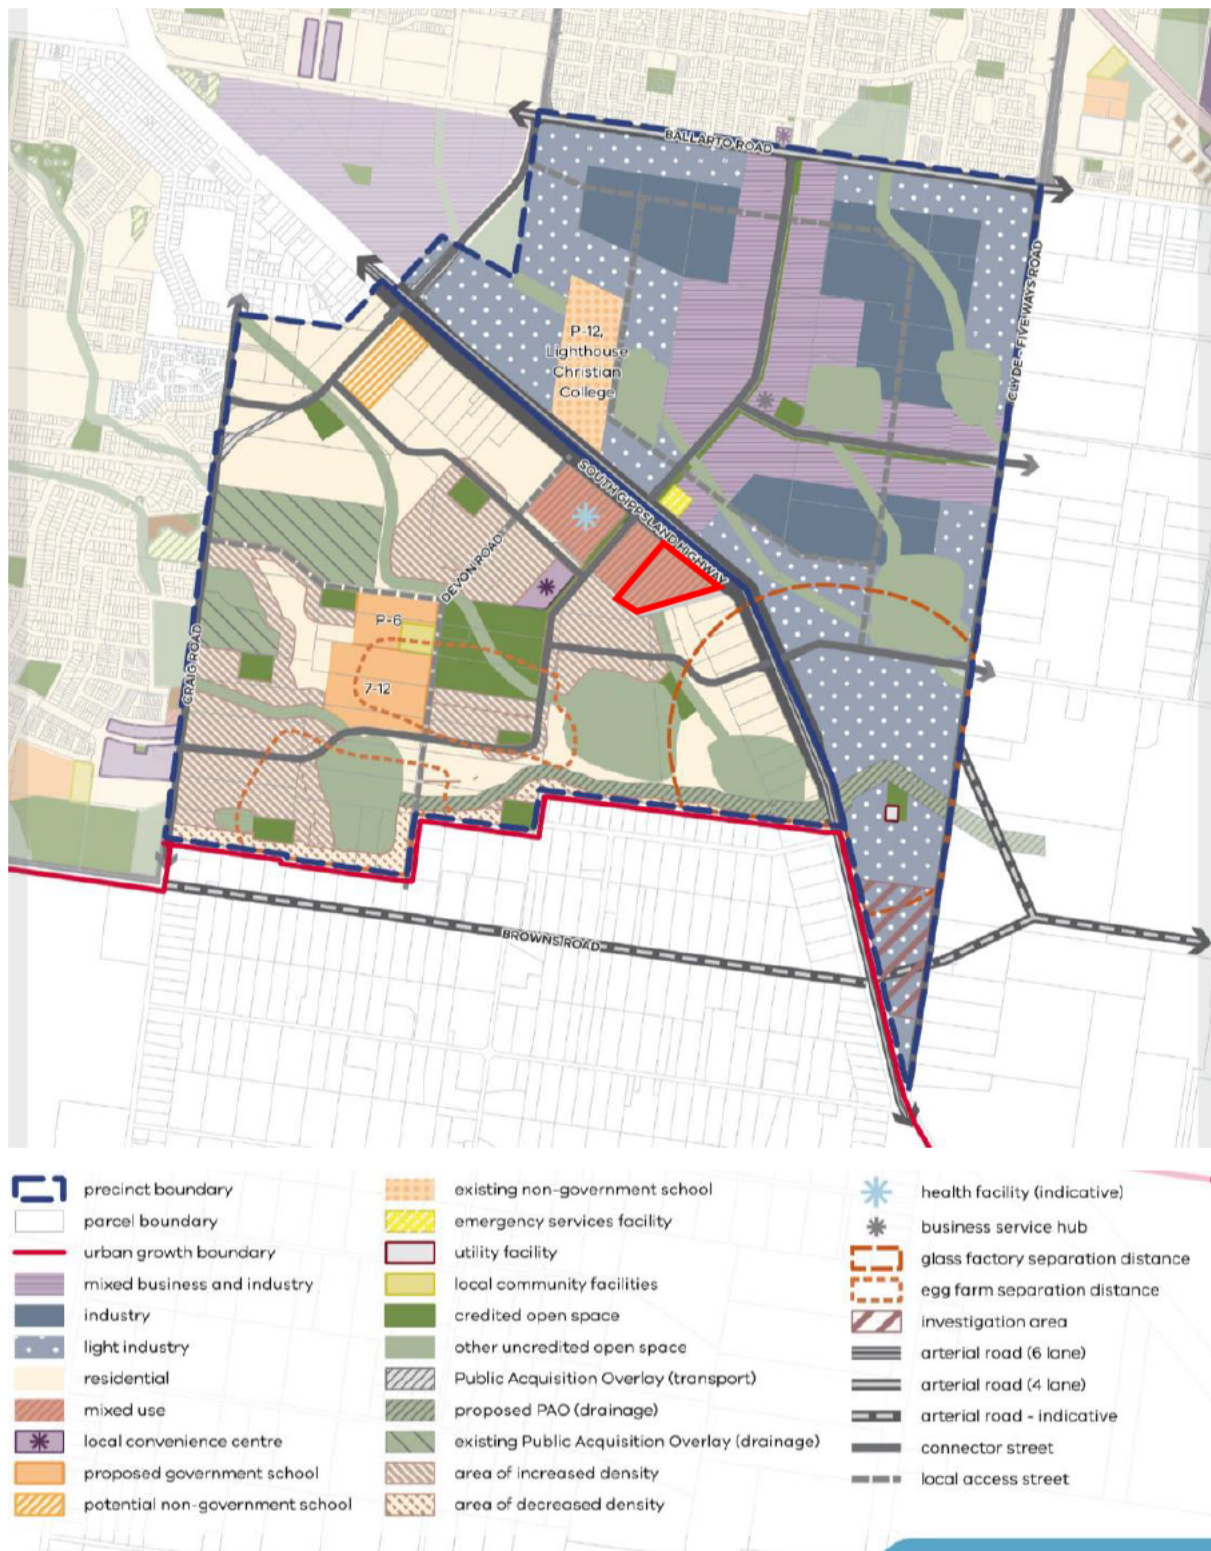 BALLARTO ROAD
CLYDE - FIVE WAYS ROAD
P-12,
Lighthouse
Christian
College
SOUTH GIPPSLAND HIGHWAY
DEVON ROAD
P-6
7-12
CRAIG ROAD
BROWNS ROAD
precinct boundary
parcel boundary
urban growth boundary
mixed business and industry
industry
light industry
residential
mixed use
local convenience centre
proposed government school
potential non-government school
existing non-government school
emergency services facility
utility facility
local community facilities
credited open space
other uncredited open space
Public Acquisition Overlay (transport)
proposed PAO (drainage)
existing Public Acquisition Overlay (drainage)
area of increased density
area of decreased density
health facility (indicative)
business service hub
glass factory separation distance
egg farm separation distance
investigation area
arterial road (6 lane)
arterial road (4 lane)
arterial road - indicative
connector street
local access street